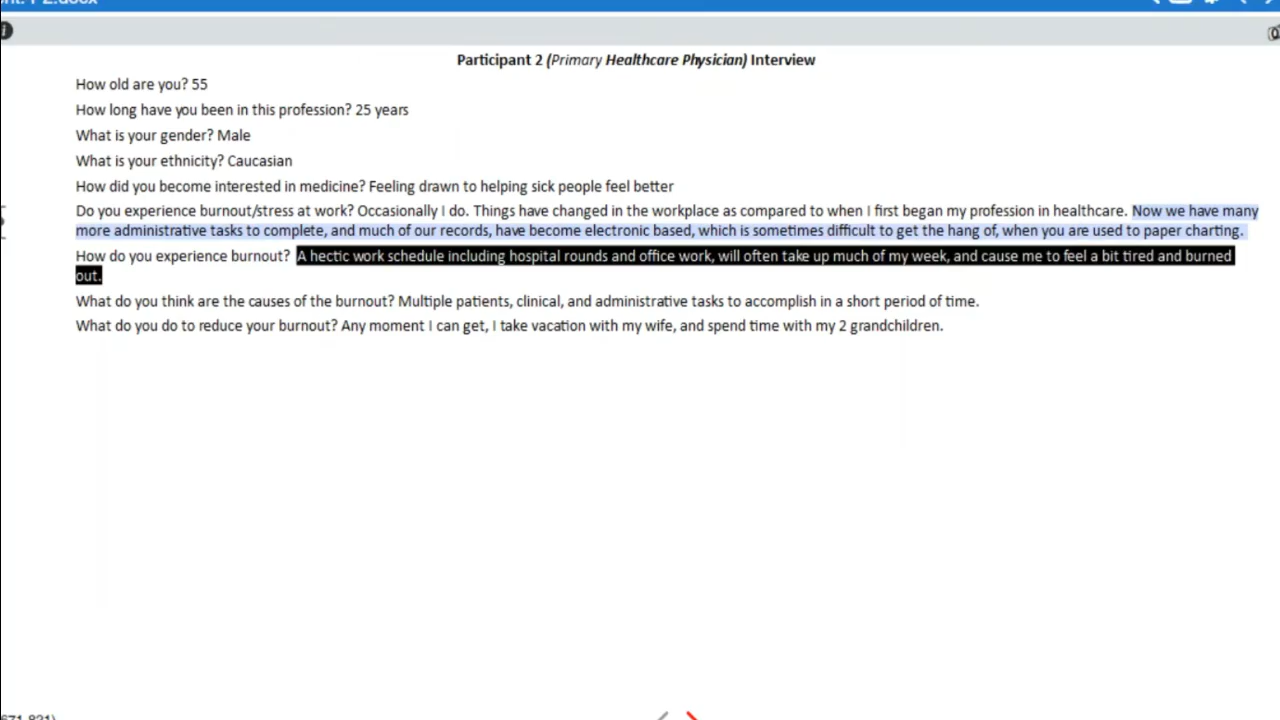 Participant 2 (Primary Healthcare Physician) Interview
How old are you? 55
How long have you been in this profession? 25 years
What is your gender? Male
What is your ethnicity? Caucasian
How did you become interested in medicine? Feeling drawn to helping sick people feel better
Do you experience burnout/stress at work? Occasionally I do. Things have changed in the workplace as compared to when I first began my profession in healthcare. Now we have many
more administrative tasks to complete, and much of our records, have become electronic based, which is sometimes difficult to get the hang of, when you are used to paper charting.
How do you experience burnout? A hectic work schedule including hospital rounds and office work, will often take up much of my week, and cause me to feel a bit tired and burned
out.
What do you think are the causes of the burnout? Multiple patients, clinical, and administrative tasks to accomplish in a short period of time.
What do you do to reduce your burnout? Any moment I can get, I take vacation with my wife, and spend time with my 2 grandchildren.